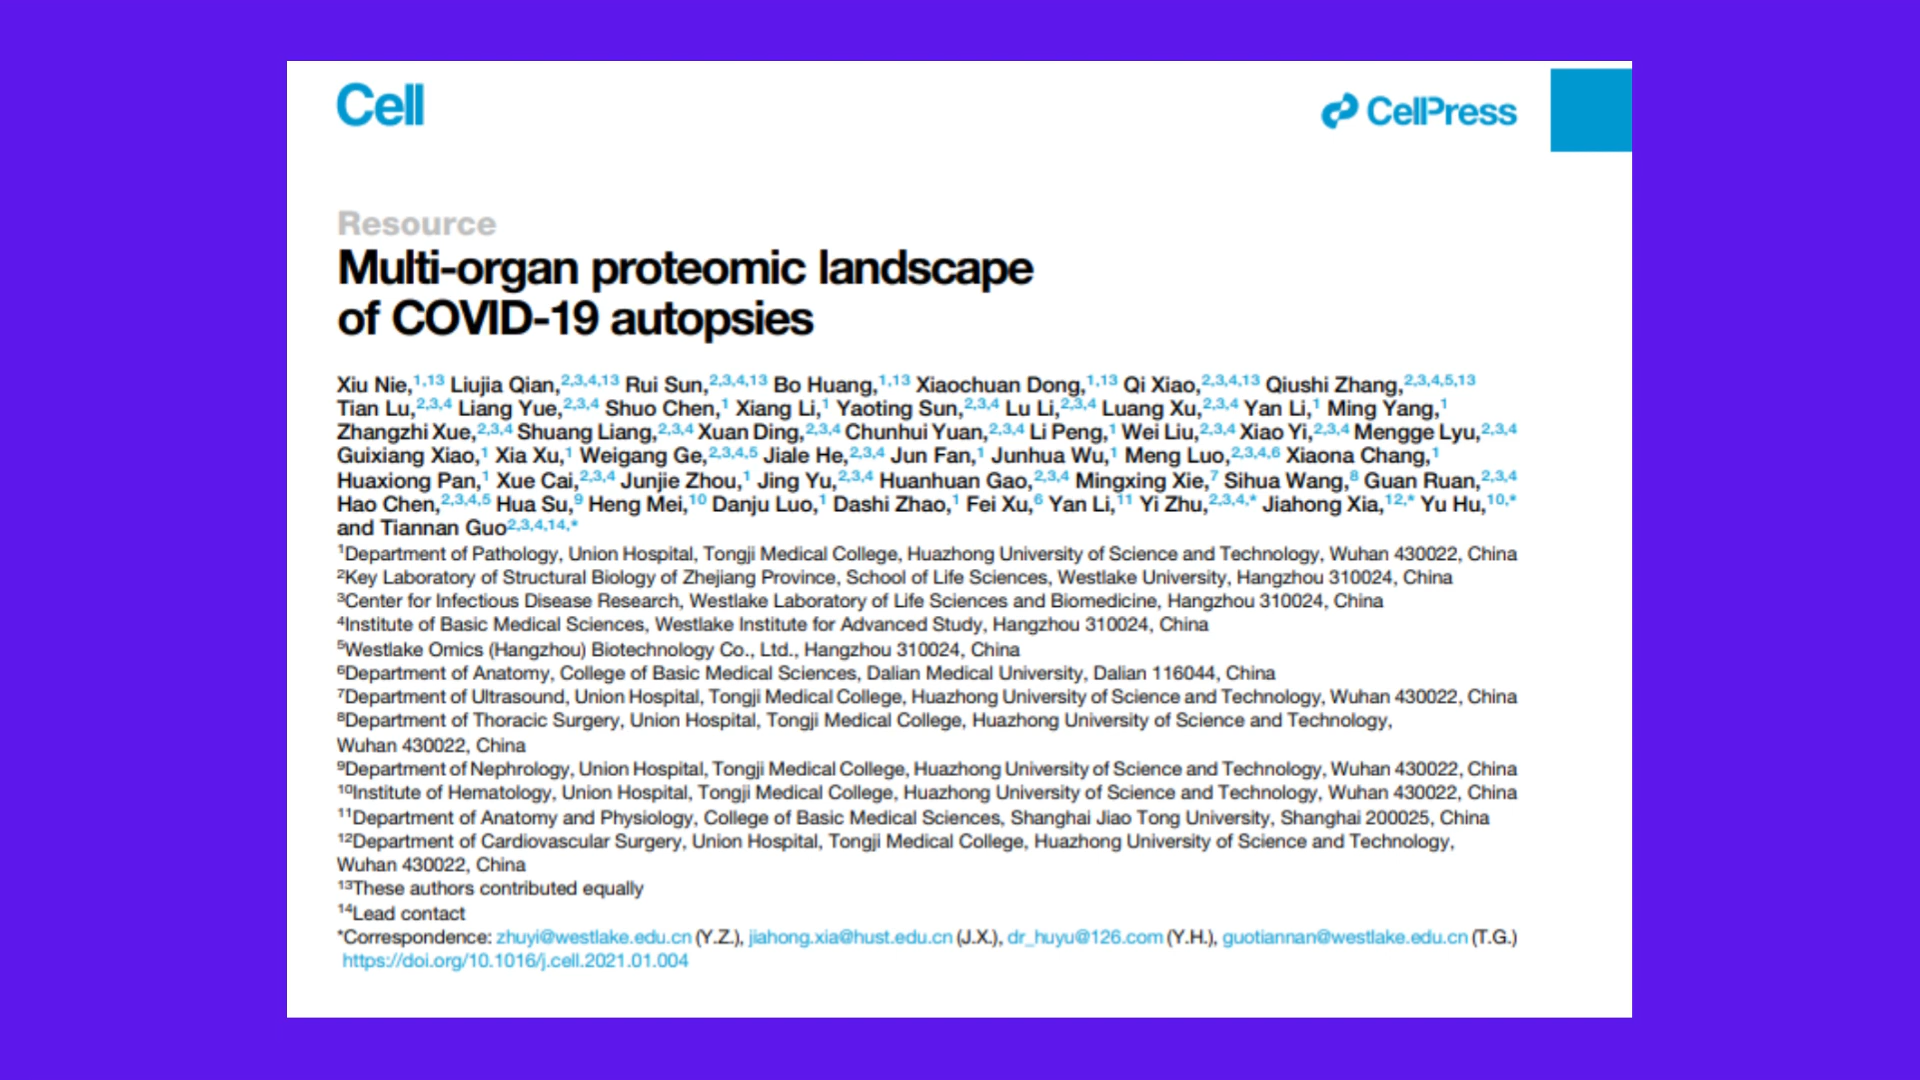 Cell
CellPress
Resource
Multi-organ proteomic landscape
of COVID-19 autopsies
Xiu Nie,1,13 Liujia Qian,2,3,4,13 Rui Sun,2,3,4,13 Bo Huang,1,13 Xiaochuan Dong,1,13 Qi Xiao,2,3,4,13 Qiushi Zhang,2,3,4,5,13
Tian Lu,2,3,4 Liang Yue,2,3,4 Shuo Chen,1 Xiang Li,1 Yaoting Sun,2,3,4 Lu Li,2,3,4 Luang Xu,2,3,4 Yan Li,1 Ming Yang,1
Zhangzhi Xue,2,3,4 Shuang Liang,2,3,4 Xuan Ding,2,3,4 Chunhui Yuan,2,3,4 Li Peng,1 Wei Liu,2,3,4 Xiao Yi,2,3,4 Mengge Lyu,2,3,4
Guixiang Xiao,1 Xia Xu,1 Weigang Ge,2,3,4,5 Jiale He,2,3,4 Jun Fan,1 Junhua Wu,1 Meng Luo,2,3,4,6 Xiaona Chang,1
Huaxiong Pan,1 Xue Cai,2,3,4 Junjie Zhou,1 Jing Yu,2,3,4 Huanhuan Gao,2,3,4 Mingxing Xie,7 Sihua Wang,8 Guan Ruan,2,3,4
Hao Chen,2,3,4,5 Hua Su,9 Heng Mei,10 Danju Luo,1 Dashi Zhao,1 Fei Xu,6 Yan Li,11 Yi Zhu,2,3,4,* Jiahong Xia,12,* Yu Hu,10,*
and Tiannan Guo2,3,4,14,*
1Department of Pathology, Union Hospital, Tongji Medical College, Huazhong University of Science and Technology, Wuhan 430022, China
2Key Laboratory of Structural Biology of Zhejiang Province, School of Life Sciences, Westlake University, Hangzhou 310024, China
3Center for Infectious Disease Research, Westlake Laboratory of Life Sciences and Biomedicine, Hangzhou 310024, China
4Institute of Basic Medical Sciences, Westlake Institute for Advanced Study, Hangzhou 310024, China
5Westlake Omics (Hangzhou) Biotechnology Co., Ltd., Hangzhou 310024, China
6Department of Anatomy, College of Basic Medical Sciences, Dalian Medical University, Dalian 116044, China
7Department of Ultrasound, Union Hospital, Tongji Medical College, Huazhong University of Science and Technology, Wuhan 430022, China
8Department of Thoracic Surgery, Union Hospital, Tongji Medical College, Huazhong University of Science and Technology,
Wuhan 430022, China
9Department of Nephrology, Union Hospital, Tongji Medical College, Huazhong University of Science and Technology, Wuhan 430022, China
10Institute of Hematology, Union Hospital, Tongji Medical College, Huazhong University of Science and Technology, Wuhan 430022, China
11Department of Anatomy and Physiology, College of Basic Medical Sciences, Shanghai Jiao Tong University, Shanghai 200025, China
12Department of Cardiovascular Surgery, Union Hospital, Tongji Medical College, Huazhong University of Science and Technology,
Wuhan 430022, China
13These authors contributed equally
14Lead contact
*Correspondence: zhuyi@westlake.edu.cn (Y.Z.), jiahong.xia@hust.edu.cn (J.X.), dr_huyu@126.com (Y.H.), guotiannan@westlake.edu.cn (T.G.)
https://doi.org/10.1016/j.cell.2021.01.004